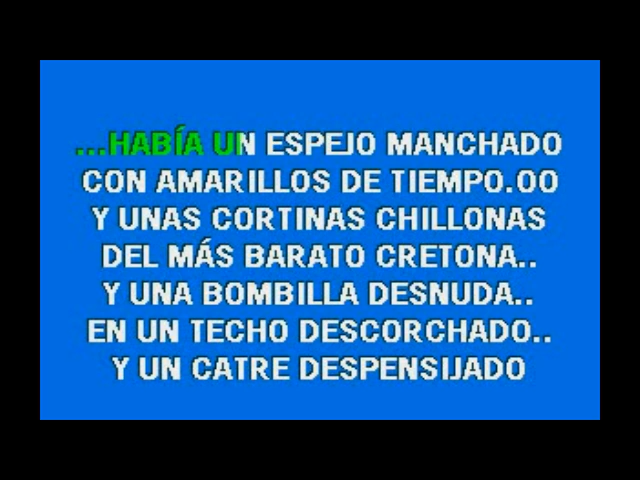 ...HABÍA UN ESPEJO MANCHADO
CON AMARILLOS DE TIEMPO.OO
Y UNAS CORTINAS CHILLONAS
DEL MÁS BARATO CRETONA..
Y UNA BOMBILLA DESNUDA..
EN UN TECHO DESCORCHADO..
Y UN CATRE DESPENSIJADO